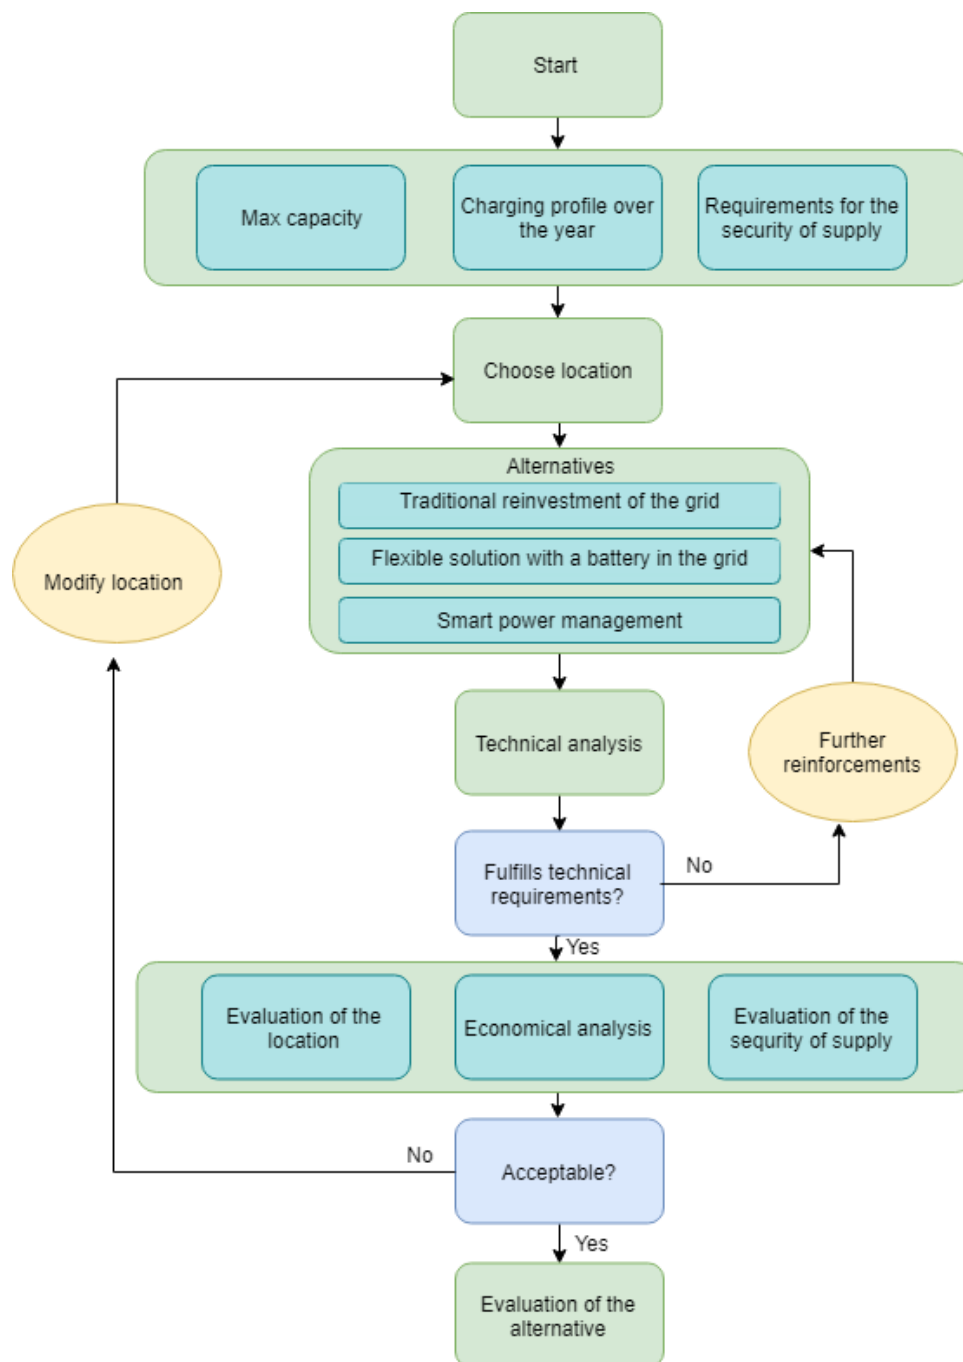 Start
Max capacity
Charging profile over
the year
Requirements for the
security of supply
Choose location
Alternatives
Traditional reinvestment of the grid
Flexible solution with a battery in the grid
Smart power management
Modify location
Technical analysis
Further
reinforcements
Fulfills technical
requirements?
No
Yes
Evaluation of the
location
Economical analysis
Evaluation of the
sequrity of supply
No
Acceptable?
Yes
Evaluation of the
alternative